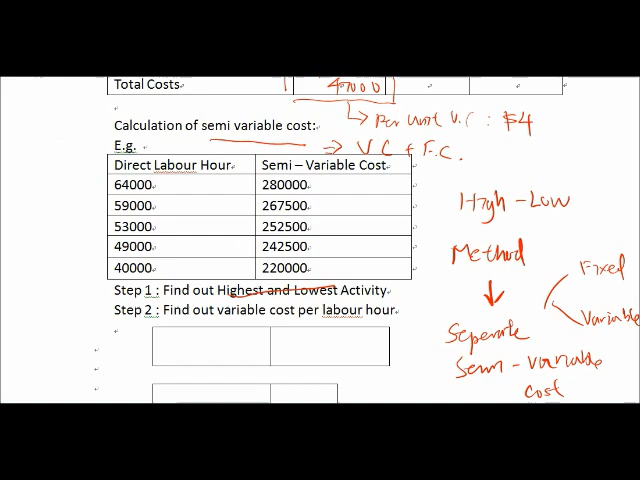 Total Costs 47000
→ Per Unit V.C : $4
Calculation of semi variable cost:
⇒ V C + F.C.
E.g.
Direct Labour Hour Semi – Variable Cost
64000 280000
59000 267500
53000 252500
49000 242500
40000 220000
High - Low
Method
Fixed
Variable
Seperate
Semi - variable
cost
Step 1 : Find out Highest and Lowest Activity
Step 2 : Find out variable cost per labour hour